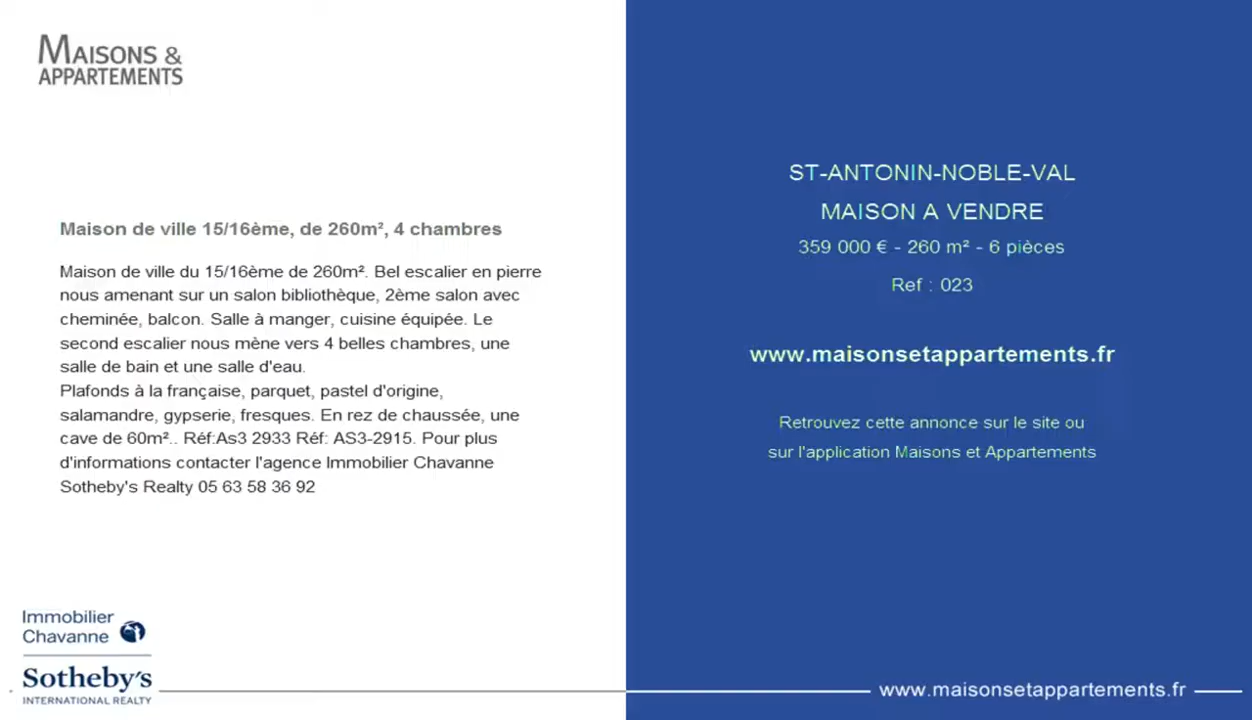 MAISONS &
APPARTEMENTS
Maison de ville 15/16ème, de 260m², 4 chambres
Maison de ville du 15/16ème de 260m². Bel escalier en pierre
nous amenant sur un salon bibliothèque, 2ème salon avec
cheminée, balcon. Salle à manger, cuisine équipée. Le
second escalier nous mène vers 4 belles chambres, une
salle de bain et une salle d'eau.
Plafonds à la française, parquet, pastel d'origine,
salamandre, gypserie, fresques. En rez de chaussée, une
cave de 60m².. Réf:As3 2933 Réf: AS3-2915. Pour plus
d'informations contacter l'agence Immobilier Chavanne
Sotheby's Realty 05 63 58 36 92
Immobilier
Chavanne
Sotheby's
INTERNATIONAL REALTY
ST-ANTONIN-NOBLE-VAL
MAISON A VENDRE
359 000 € - 260 m² - 6 pièces
Ref : 023
www.maisonsetappartements.fr
Retrouvez cette annonce sur le site ou
sur l'application Maisons et Appartements
www.maisonsetappartements.fr